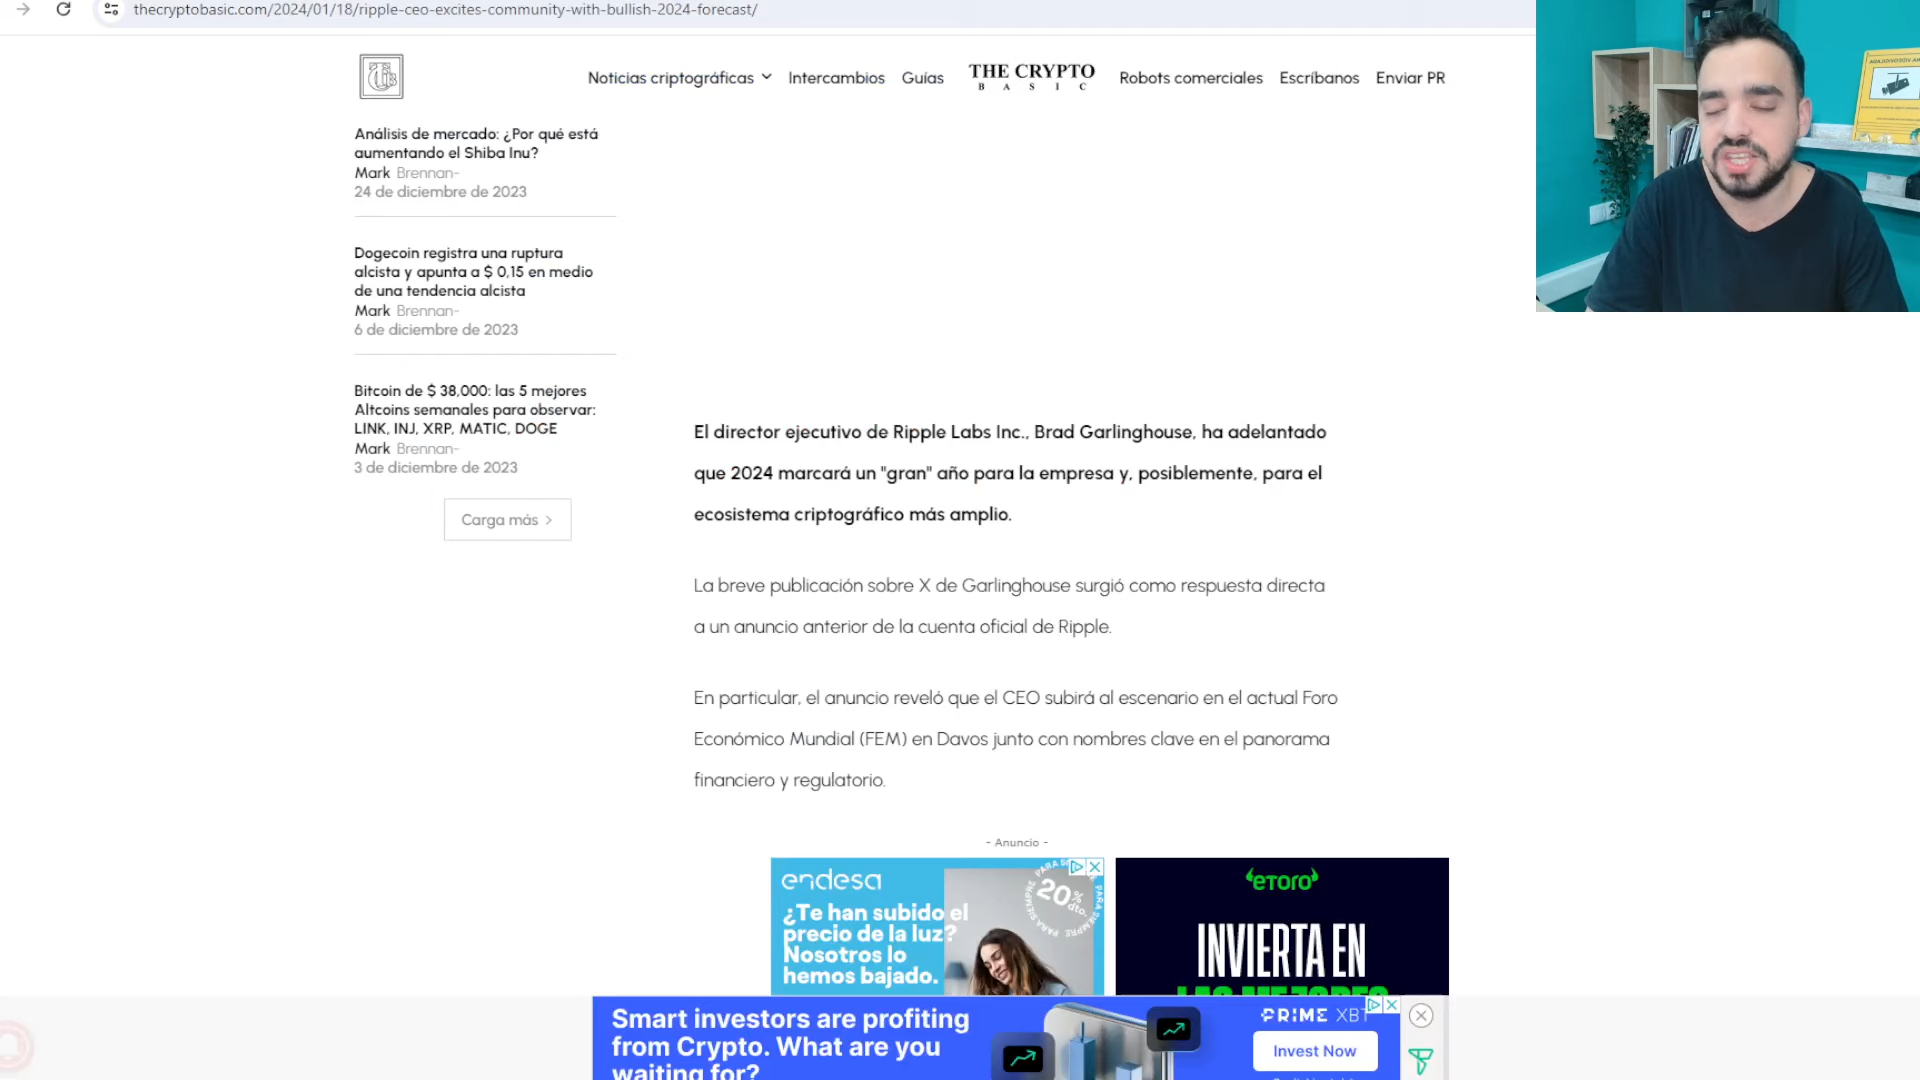 thecryptobasic.com/2024/01/18/ripple-ceo-excites-community-with-bullish-2024-forecast/
Noticias criptográficas
Intercambios
Guías
THE CRYPTO
BASIC
Robots comerciales
Escríbanos
Enviar PR
Análisis de mercado: ¿Por qué está
aumentando el Shiba Inu?
Mark Brennan-
24 de diciembre de 2023
Dogecoin registra una ruptura
alcista y apunta a $ 0,15 en medio
de una tendencia alcista
Mark Brennan-
6 de diciembre de 2023
Bitcoin de $ 38,000: las 5 mejores
Altcoins semanales para observar:
LINK, INJ, XRP, MATIC, DOGE
Mark Brennan-
3 de diciembre de 2023
Carga más
El director ejecutivo de Ripple Labs Inc., Brad Garlinghouse, ha adelantado
que 2024 marcará un "gran" año para la empresa y, posiblemente, para el
ecosistema criptográfico más amplio.
La breve publicación sobre X de Garlinghouse surgió como respuesta directa
a un anuncio anterior de la cuenta oficial de Ripple.
En particular, el anuncio reveló que el CEO subirá al escenario en el actual Foro
Económico Mundial (FEM) en Davos junto con nombres clave en el panorama
financiero y regulatorio.
- Anuncio -
endesa
¿Te han subido el
precio de la luz?
Nosotros lo
hemos bajado.
20% dto.
PARA SIEMPRE
eToro
INVIERTA EN
LAS MEJORES
Smart investors are profiting
from Crypto. What are you
waiting for?
PRIME XBT
Invest Now